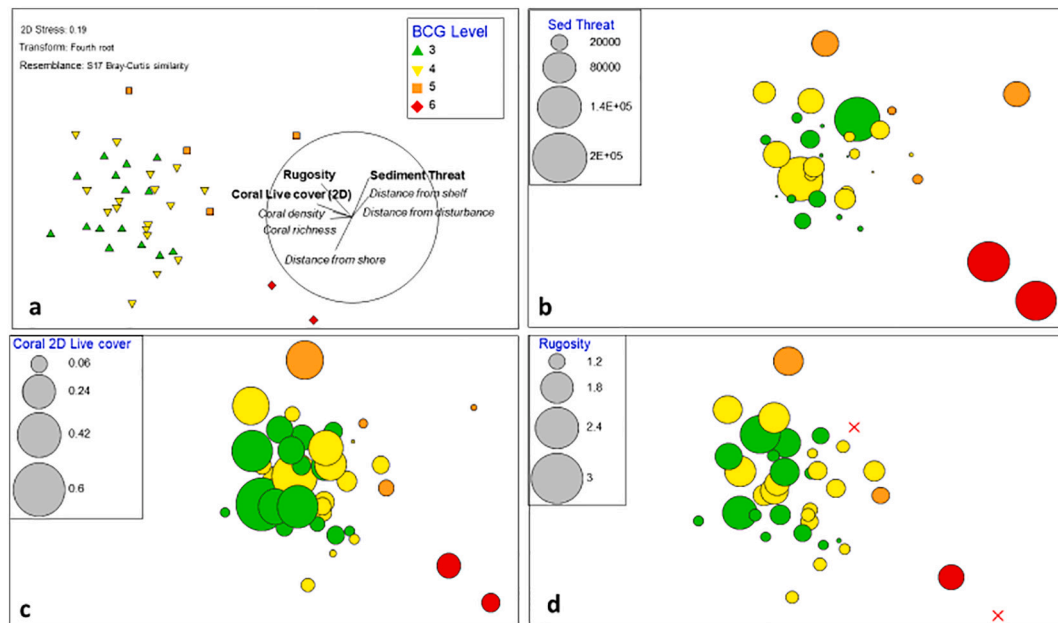 2D Stress: 0.19
Transform: Fourth root
Resemblance: S17 Bray-Curtis similarity
BCG Level
3
4
5
6
Rugosity
Sediment Threat
Coral Live cover (2D)
Distance from shelf
Coral density
Distance from disturbance
Coral richness
Distance from shore
a
Sed Threat
20000
80000
1.4E+05
2E+05
b
Coral 2D Live cover
0.06
0.24
0.42
0.6
c
Rugosity
1.2
1.8
2.4
3
d